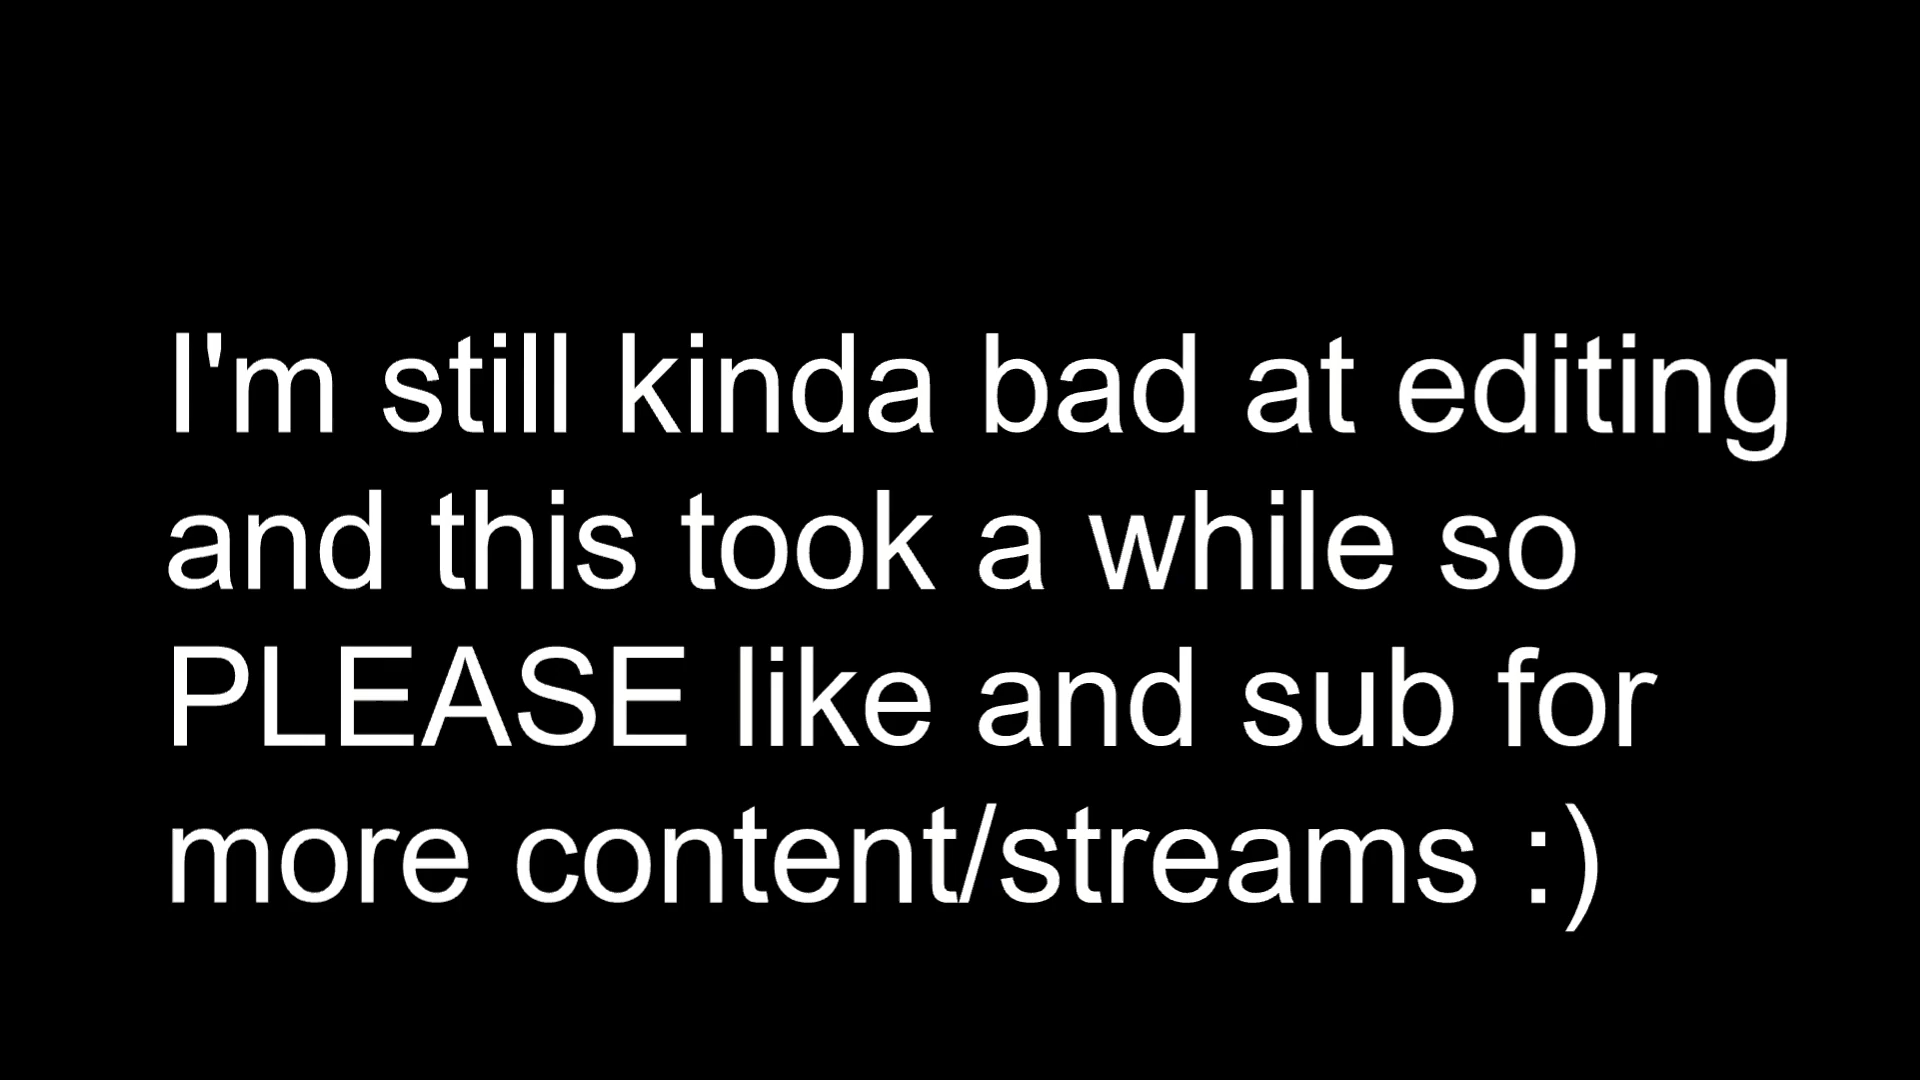 I'm still kinda bad at editing
and this took a while so
PLEASE like and sub for
more content/streams :)